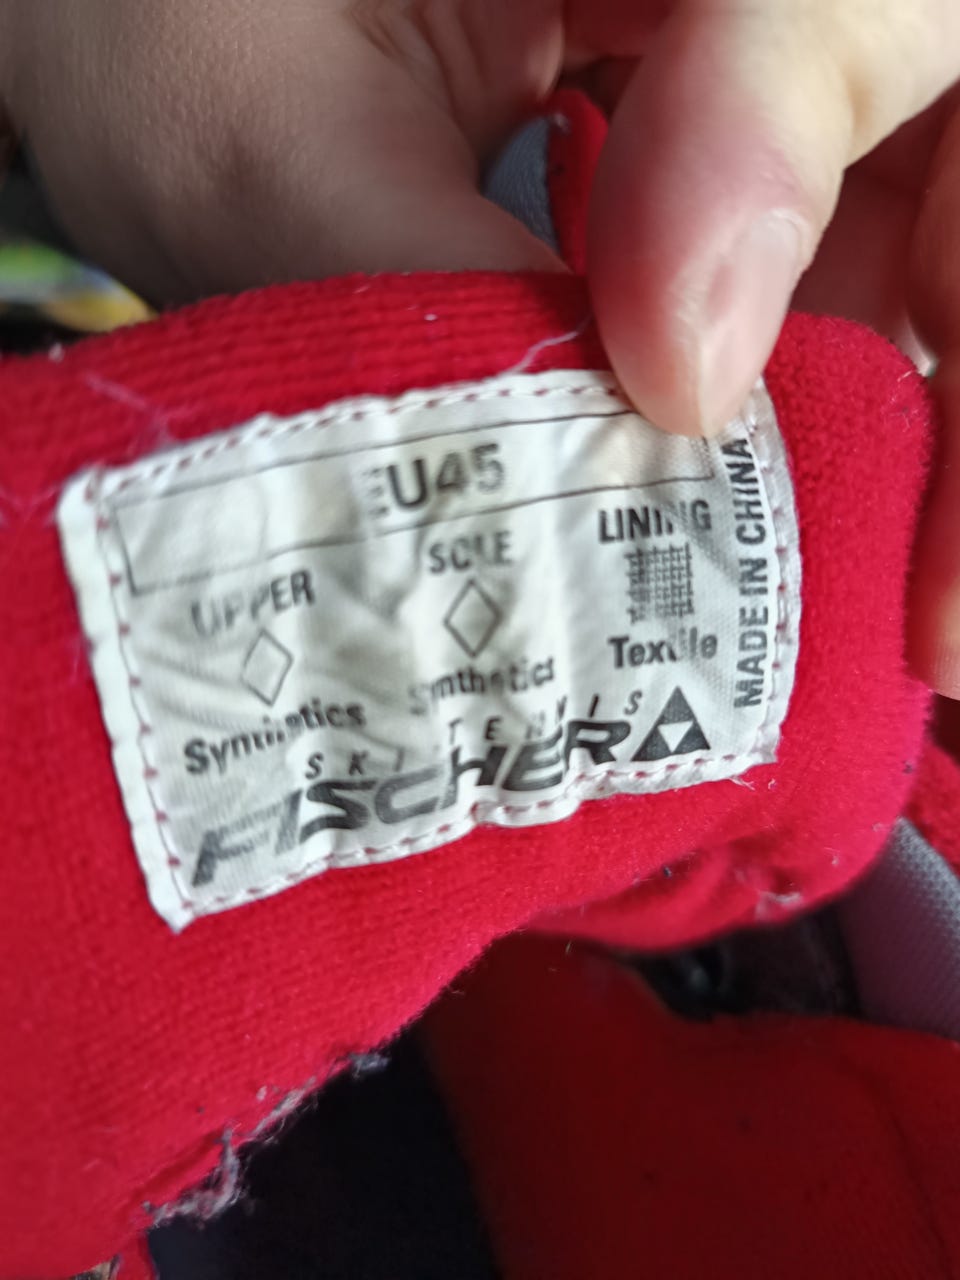 EU45
UPPER
SOLE
LINING
Synthetics
Synthetics
Textile
SKI TENNIS
FISCHER
MADE IN CHINA